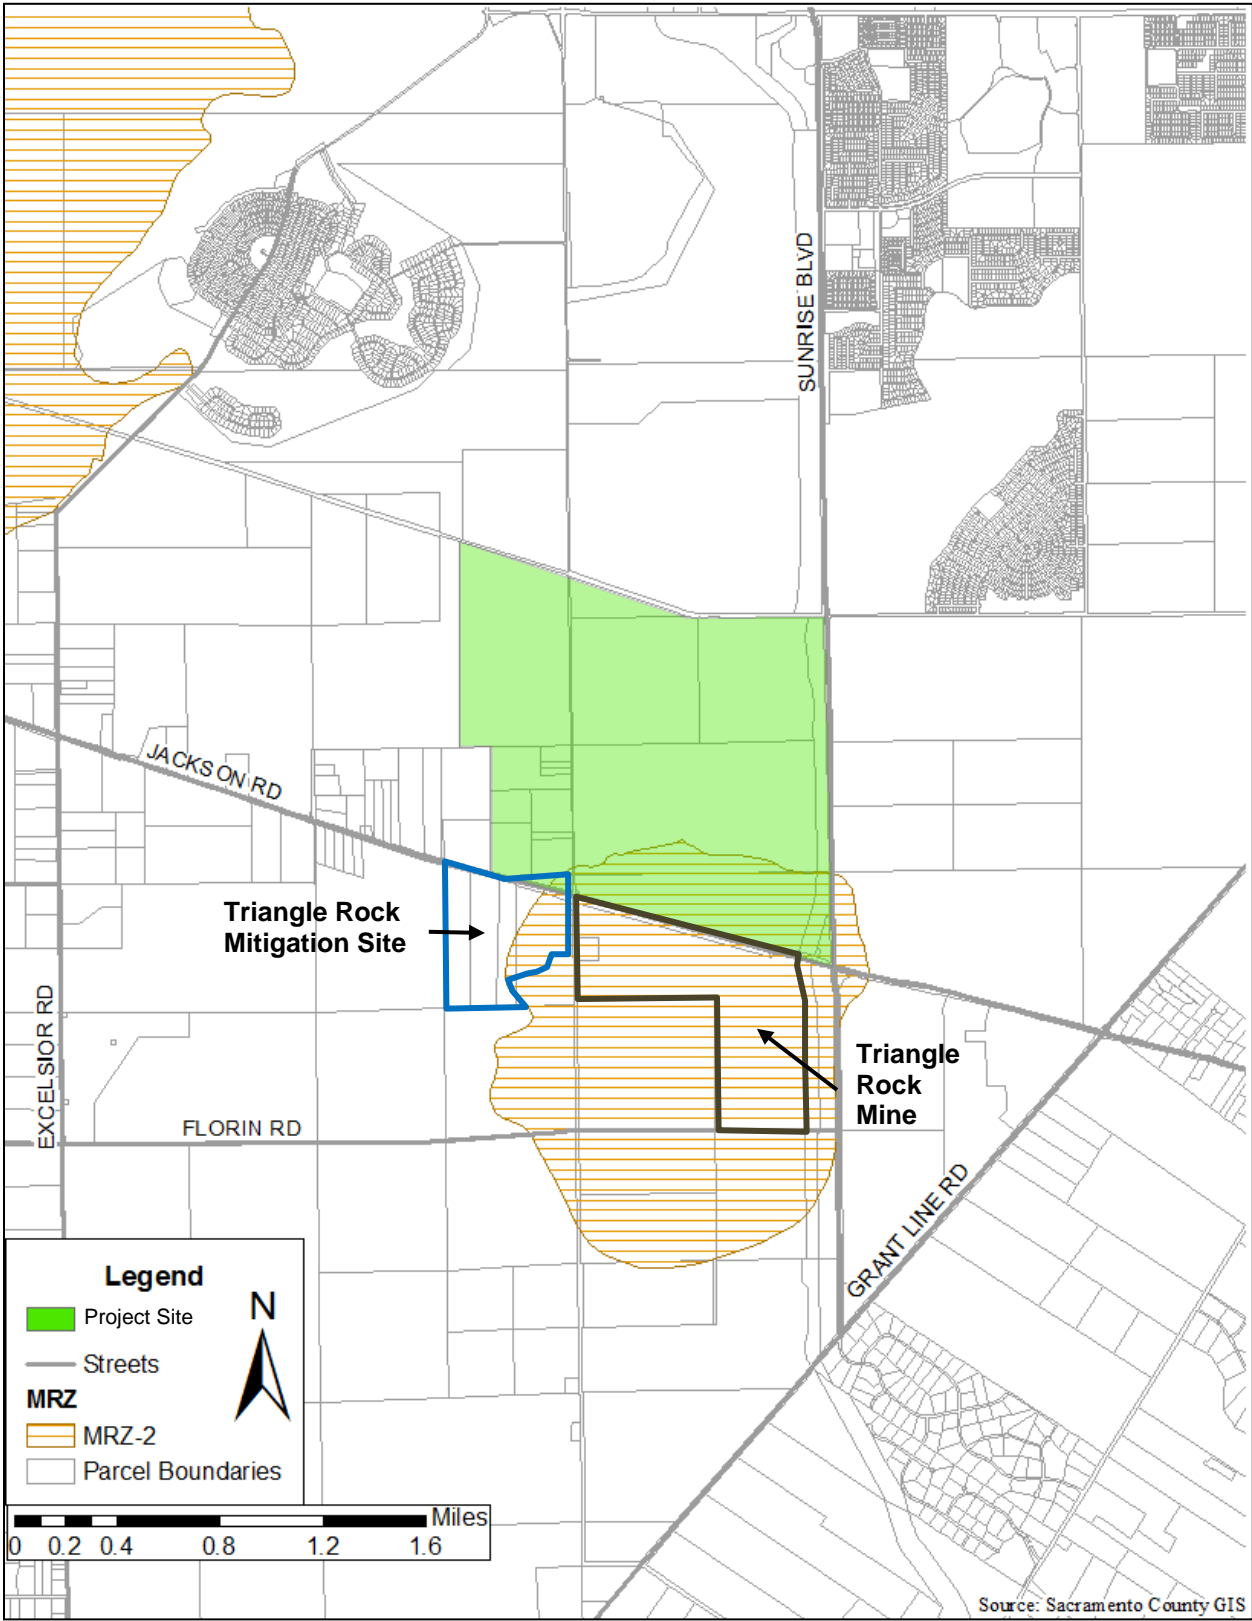 SUNRISE BLVD
JACKSON RD
Triangle Rock
Mitigation Site
EXCELSIOR RD
Triangle
Rock
Mine
FLORIN RD
GRANT LINE RD
Legend
Project Site
N
Streets
MRZ
MRZ-2
Parcel Boundaries
Miles
0 0.2 0.4 0.8 1.2 1.6
Source: Sacramento County GIS